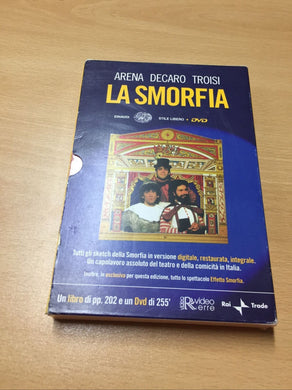 ARENA DECARO TROISI
LA SMORFIA
EINAUDI STILE LIBERO • DVD
Tutti gli sketch della Smorfia in versione digitale, restaurata, integrale.
Un capolavoro assoluto del teatro e della comicità in Italia.
Inoltre, in esclusiva per questa edizione, tutto lo spettacolo Effetto Smorfia.
Un libro di pp. 202 e un Dvd di 255'
video
erre
Rai Trade